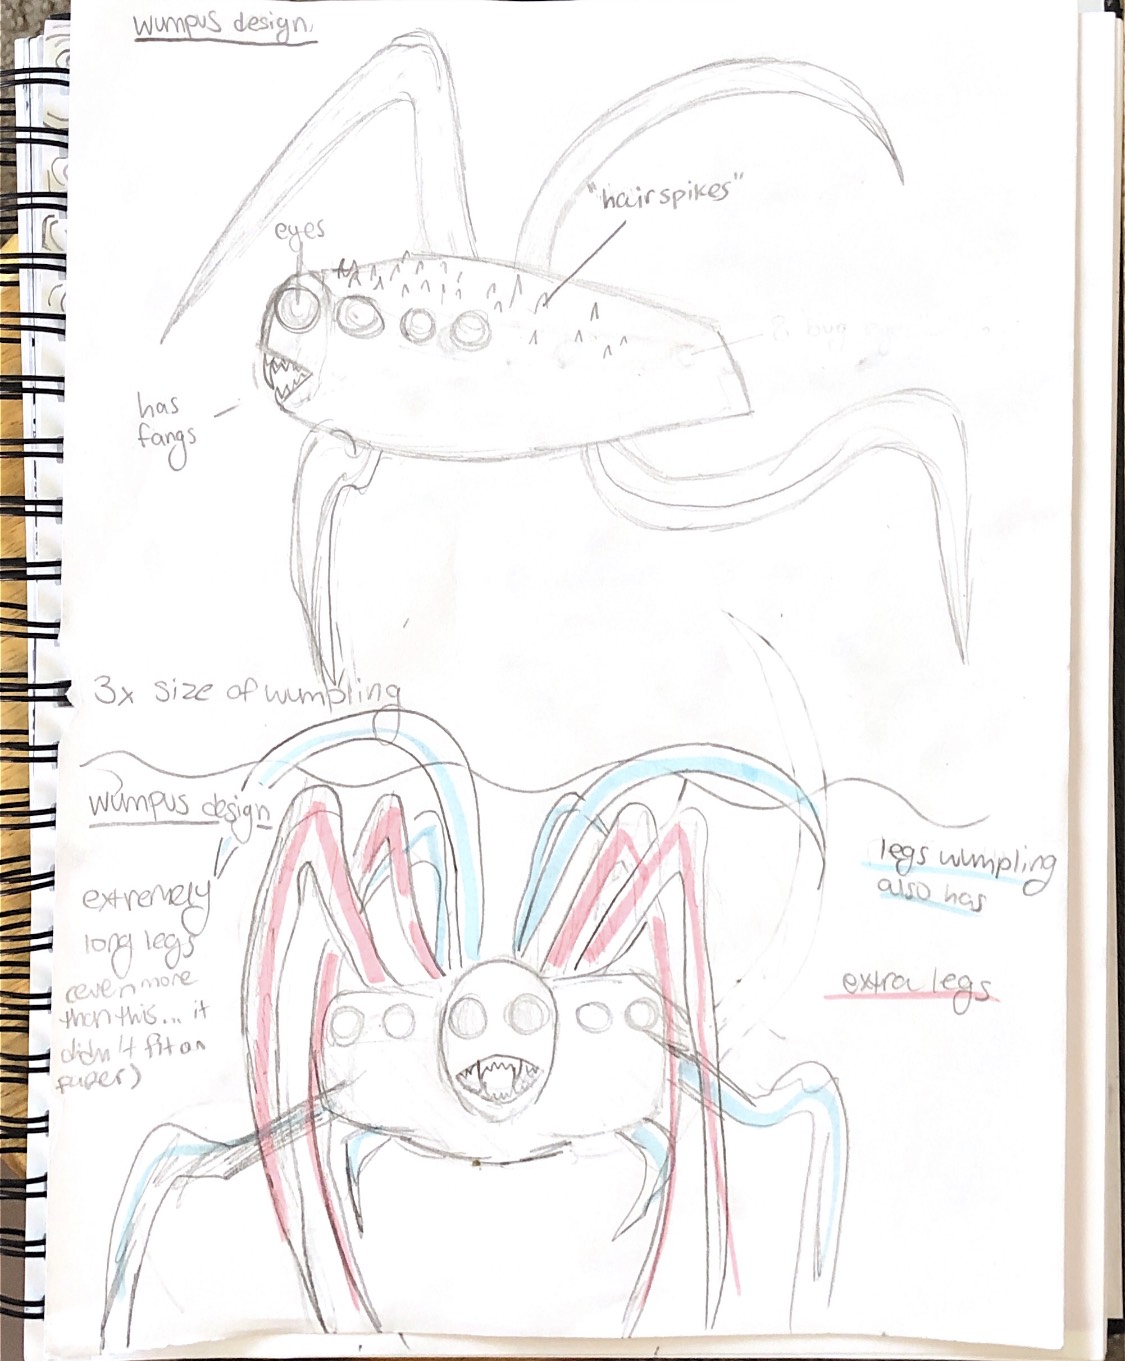 wumpus design
"hairspikes"
eyes
8 bug
has
fangs
3x size of wumpling
wumpus design
extremely
long legs
(even more
than this... it
didn't fit on
paper)
legs wumpling
also has
extra legs